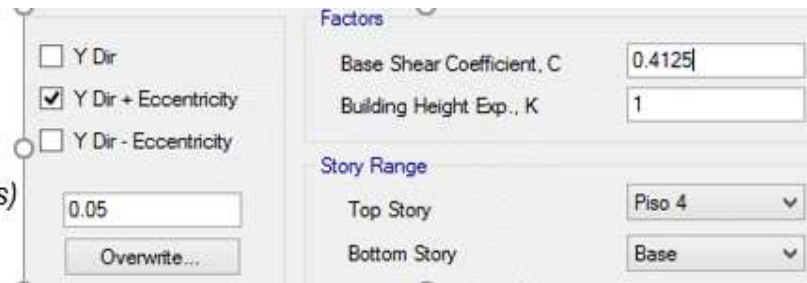 Y Dir
Y Dir + Eccentricity
Y Dir - Eccentricity
s)
0.05
Overwrite...
Factors
Base Shear Coefficient, C
0.4125
Building Height Exp., K
1
Story Range
Top Story
Piso 4
Bottom Story
Base